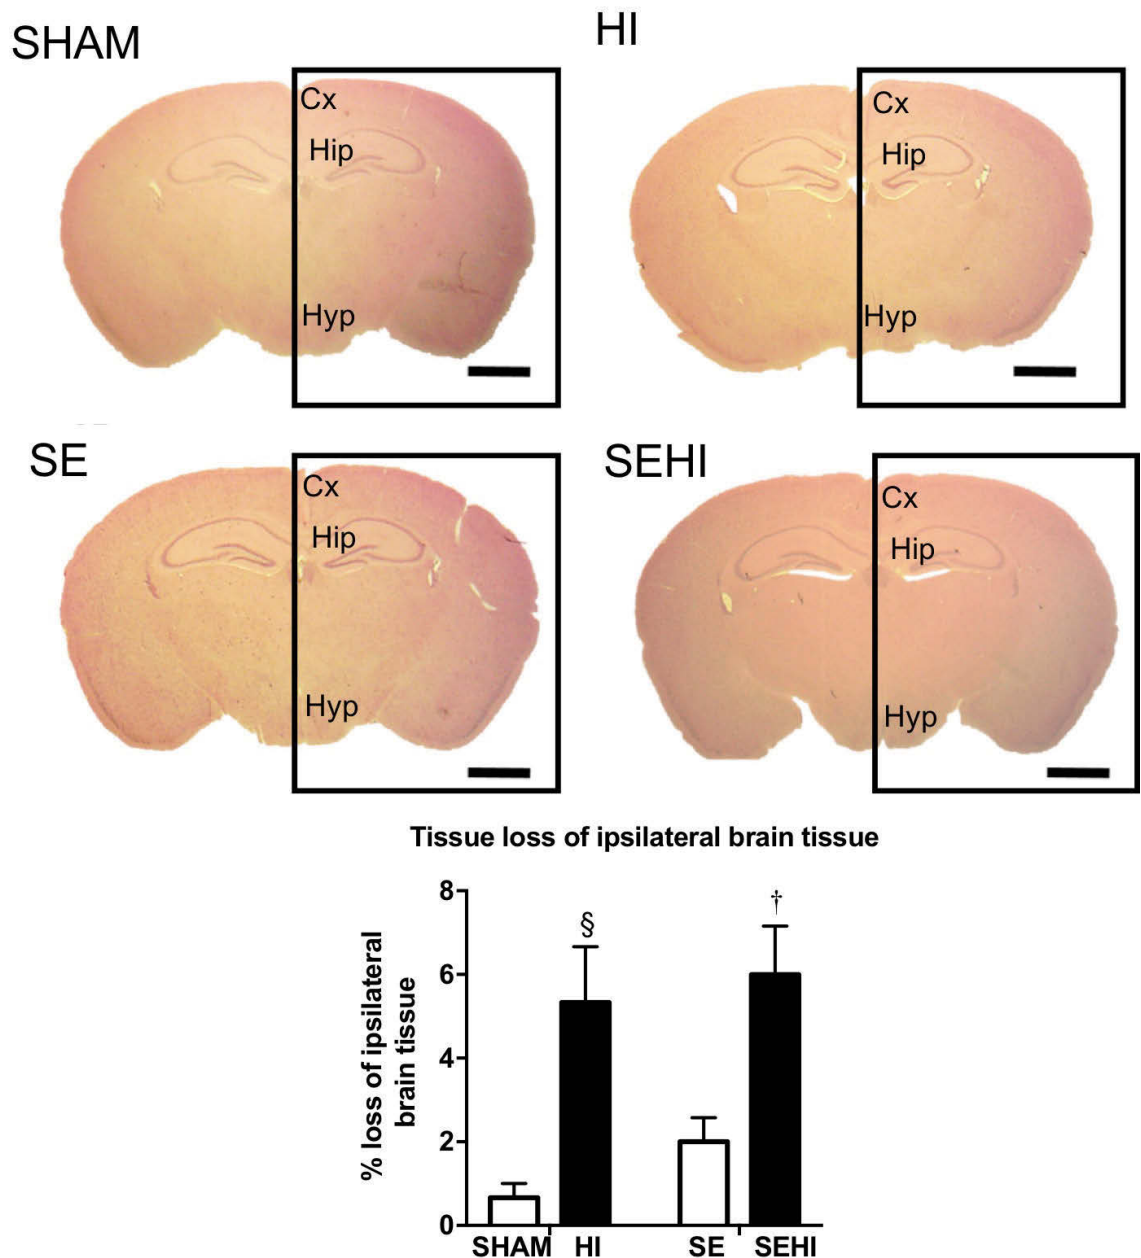 SHAM
HI
Cx
Hip
Hyp
Cx
Hip
Hyp
SE
SEHI
Cx
Hip
Hyp
Cx
Hip
Hyp
Tissue loss of ipsilateral brain tissue
% loss of ipsilateral
brain tissue
8
6
4
2
0
§
†
SHAM HI SE SEHI